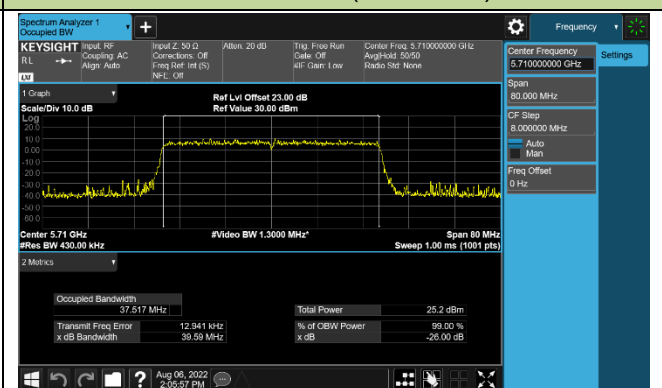 Spectrum Analyzer 1
Occupied BW
+
Frequency
KEYSIGHT
RL
Input: RF
Coupling: AC
Align: Auto
Input Z: 50 Ω
Corrections: Off
Freq Ref: Int (S)
NFE: Off
Atten: 20 dB
Trig: Free Run
Gate: Off
#IF Gain: Low
Center Freq: 5.710000000 GHz
Avg|Hold: 50/50
Radio Std: None
LM
Center Frequency
5.710000000 GHz
Settings
Span
80.000 MHz
CF Step
8.000000 MHz
Auto
Man
Freq Offset
0 Hz
1 Graph
Scale/Div 10.0 dB
Ref Lvl Offset 23.00 dB
Ref Value 30.00 dBm
Log
20.0
10.0
0.00
-10.0
-20.0
-30.0
-40.0
-50.0
-60.0
Center 5.71 GHz
#Video BW 1.3000 MHz*
Span 80 MHz
#Res BW 430.00 kHz
Sweep 1.00 ms (1001 pts)
2 Metrics
Occupied Bandwidth
37.517 MHz
Total Power 25.2 dBm
Transmit Freq Error 12.941 kHz
% of OBW Power 99.00 %
x dB Bandwidth 39.59 MHz
x dB -26.00 dB
?
Aug 06, 2022
2:05:57 PM